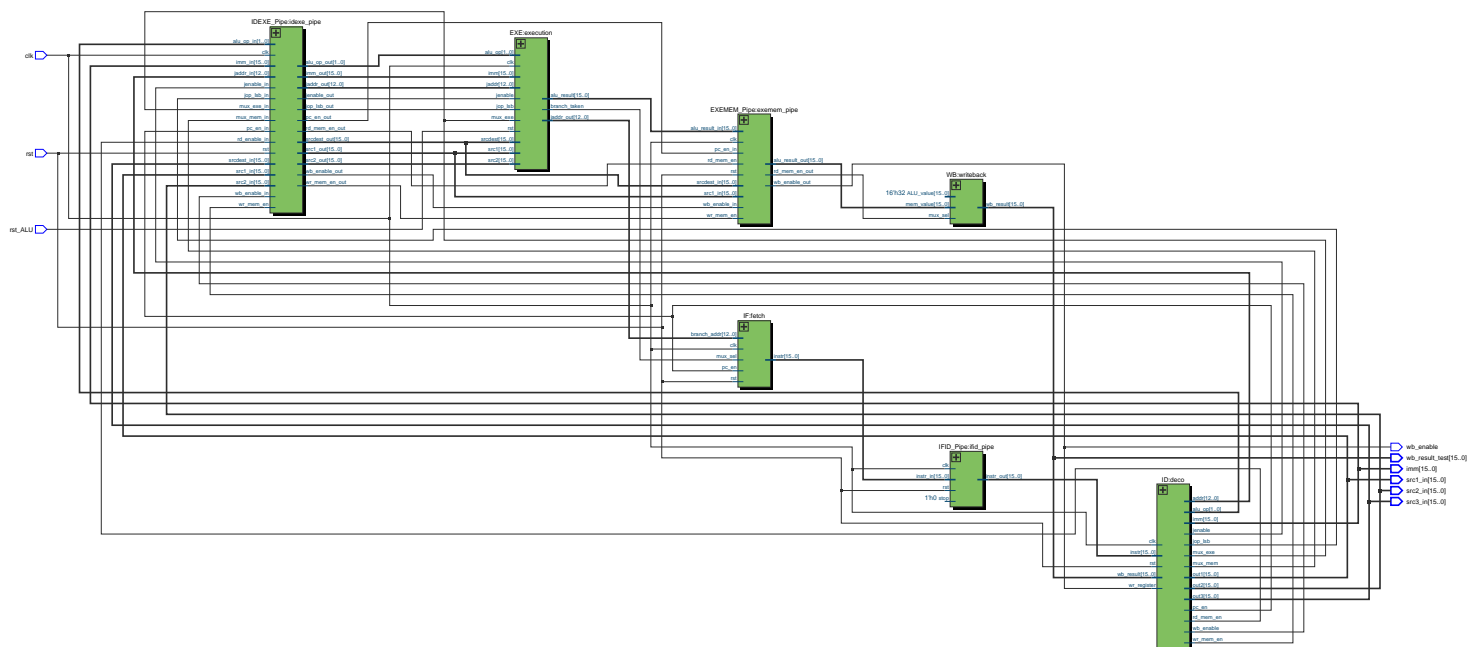 clk
rst
rst_ALU
IDEXE_Pipe:idexe_pipe
alu_op_in[1..0]
clk
imm_in[15..0]
jaddr_in[12..0]
jenable_in
jop_lab_in
mux_exe_in
mux_mem_in
pc_en_in
rd_enable_in
rst
srcdest_in[15..0]
src1_in[15..0]
src2_in[15..0]
wb_enable_in
wr_mem_en
alu_op_out[1..0]
imm_out[15..0]
jaddr_out[12..0]
jenable_out
jop_lab_out
pc_en_out
rd_mem_en_out
srcdest_out[15..0]
src1_out[15..0]
src2_out[15..0]
wb_enable_out
wr_mem_en_out
EXE:execution
alu_op[1..0]
clk
imm[15..0]
jaddr[12..0]
jenable
jop_lab
mux_exe
rst
srcdest[15..0]
src1[15..0]
src2[15..0]
alu_result[15..0]
branch_taken
jaddr_out[12..0]
EXEMEM_Pipe:exemem_pipe
alu_result_in[15..0]
clk
pc_en_in
rd_mem_en
rst
srcdest_in[15..0]
src1_in[15..0]
wb_enable_in
wr_mem_en
alu_result_out[15..0]
rd_mem_en_out
wb_enable_out
WB:writeback
16'h32 ALU_value[15..0]
mem_value[15..0]
mux_sel
wb_result[15..0]
IF:fetch
branch_addr[12..0]
clk
mux_sel
pc_en
rst
instr[15..0]
IFID_Pipe:ifid_pipe
clk
instr_in[15..0]
rst
1'h0 stop
instr_out[15..0]
ID:deco
clk
instr[15..0]
rst
wb_result[15..0]
wr_register
addr[12..0]
alu_op[1..0]
imm[15..0]
jenable
jop_lab
mux_exe
mux_mem
out1[15..0]
out2[15..0]
out3[15..0]
pc_en
rd_mem_en
wb_enable
wr_mem_en
wb_enable
wb_result_test[15..0]
imm[15..0]
src1_in[15..0]
src2_in[15..0]
src3_in[15..0]